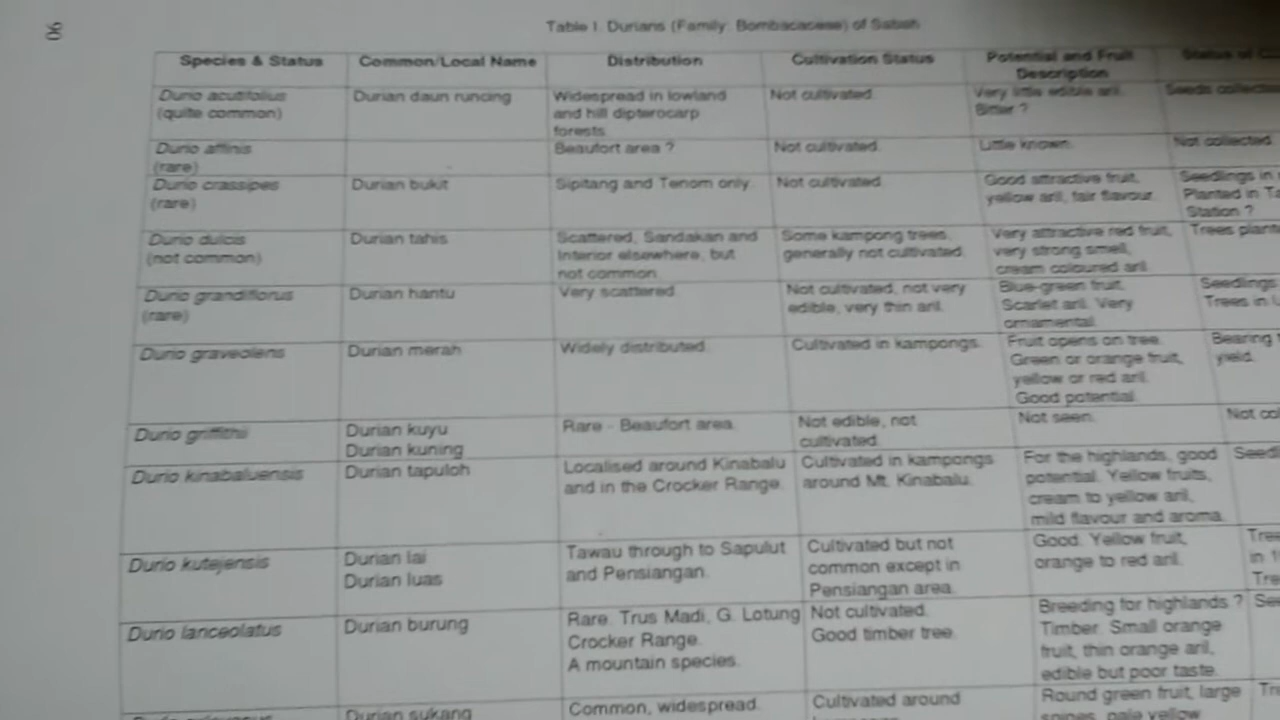 90
Table 1. Durians (Family: Bombacaceae) of Sabah
Species & Status Common/Local Name Distribution Cultivation Status Potential and Fruit Status of
Description
Durio acutifolius Durian daun runcing Widespread in lowland Not cultivated. Very little edible aril. Seeds
(quite common) and hill dipterocarp Bitter ?
forests.
Durio affinis Beaufort area ? Not cultivated. Little known. Not collected.
(rare)
Durio crassipes Durian bukit Sipitang and Tenom only. Not cultivated. Good attractive fruit, Seedlings in
(rare) yellow aril, fair flavour. Planted in
Station ?
Durio dulcis Durian tahis Scattered, Sandakan and Some kampong trees, Very attractive red fruit, Trees
(not common) Interior elsewhere, but generally not cultivated. very strong smell,
not common. cream coloured aril.
Durio grandiflorus Durian hantu Very scattered. Not cultivated, not very Blue-green fruit. Seedlings
(rare) edible, very thin aril. Scarlet aril. Very Trees in
ornamental.
Durio graveolens Durian merah Widely distributed. Cultivated in kampongs. Fruit opens on tree. Bearing
Green or orange fruit, yield.
yellow or red aril.
Good potential.
Durio griffithii Durian kuyu Rare - Beaufort area. Not edible, not Not seen. Not
Durian kuning cultivated.
Durio kinabaluensis Durian tapuloh Localised around Kinabalu Cultivated in kampongs For the highlands, good
and in the Crocker Range. around Mt. Kinabalu. potential. Yellow fruits,
cream to yellow aril,
mild flavour and aroma.
Durio kutejensis Durian lai Tawau through to Sapulut Cultivated but not Good. Yellow fruit,
Durian luas and Pensiangan. common except in orange to red aril.
Pensiangan area.
Durio lanceolatus Durian burung Rare. Trus Madi, G. Lotung Not cultivated. Breeding for highlands ?
Crocker Range. Good timber tree. Timber. Small orange
A mountain species. fruit, thin orange aril,
edible but poor taste.
Durian sukang Common, widespread. Cultivated around Round green fruit, large
spines, pale yellow